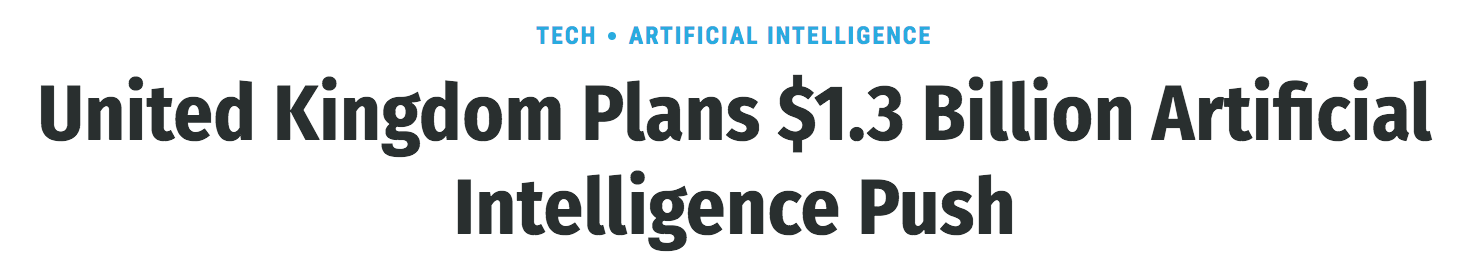 TECH • ARTIFICIAL INTELLIGENCE
United Kingdom Plans $1.3 Billion Artificial
Intelligence Push